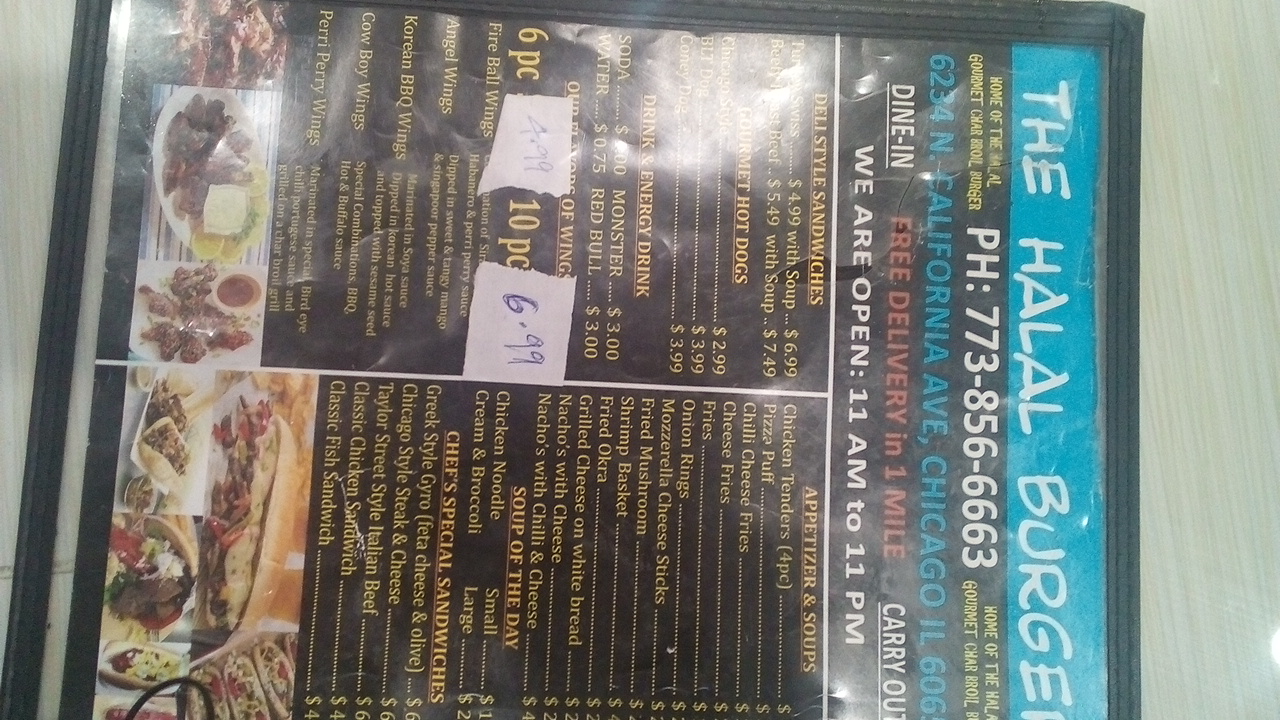 THE HALAL BURGE
HOME OF THE HALAL
GOURMET CHAR BROIL BURGER
PH: 773-856-6663
HOME OF THE HALA
GOURMET CHAR BROIL B
6234 N. CALIFORNIA AVE, CHICAGO IL 606
DINE-IN
FREE DELIVERY in 1 MILE
CARRY OUT
WE ARE OPEN: 11 AM to 11 PM
DELI STYLE SANDWICHES
Swiss ....... $ 4.99 with Soup ... $ 6.99
Beef .. $ 5.49 with Soup .. $ 7.49
GOURMET HOT DOGS
Chicago Style ........ $ 2.99
........ $ 3.99
Coney Dog ........ $ 3.99
DRINK & ENERGY DRINK
SODA ......... MONSTER ...... $ 3.00
WATER ..... $ 0.75 RED BULL ..... $ 3.00
OF WINGS
6 pc 4.99 10 pc 6.99
Fire Ball Wings
Habanero & perri perry sauce
Angel Wings Dipped in sweet & tangy mango
& singapoer pepper sauce
Korean BBQ Wings Marinated in Soya sauce
Dipped in korean hot sauce
and topped with sesame seed
Cow Boy Wings Special Combinations, BBQ,
Hot & Buffalo sauce
Perri Perry Wings Marinated in special Bird eye
chilli portugese sauce and
grilled on a char broil grill
APPETIZER & SOUPS
Chicken Tenders (4pc) ........ $
Pizza Puff ........ $
Chilli Cheese Fries ........ $
Cheese Fries ........ $
Fries ........ $
Onion Rings ........ $
Mozzerella Cheese Sticks ........ $
Fried Mushroom ........ $
Shrimp Basket ........ $
Fried Okra ........ $
Grilled Cheese on white bread ........ $
Nacho's with Cheese ........ $
Nacho's with Chilli & Cheese ........ $
SOUP OF THE DAY
Chicken Noodle Small ........ $
Cream & Broccoli Large ........ $
CHEF'S SPECIAL SANDWICHES
Greek Style Gyro (feta cheese & olive) .... $
Chicago Style Steak & Cheese ........ $
Taylor Street Style Italian Beef ........ $
Classic Chicken Sandwich ........ $
Classic Fish Sandwich ........ $